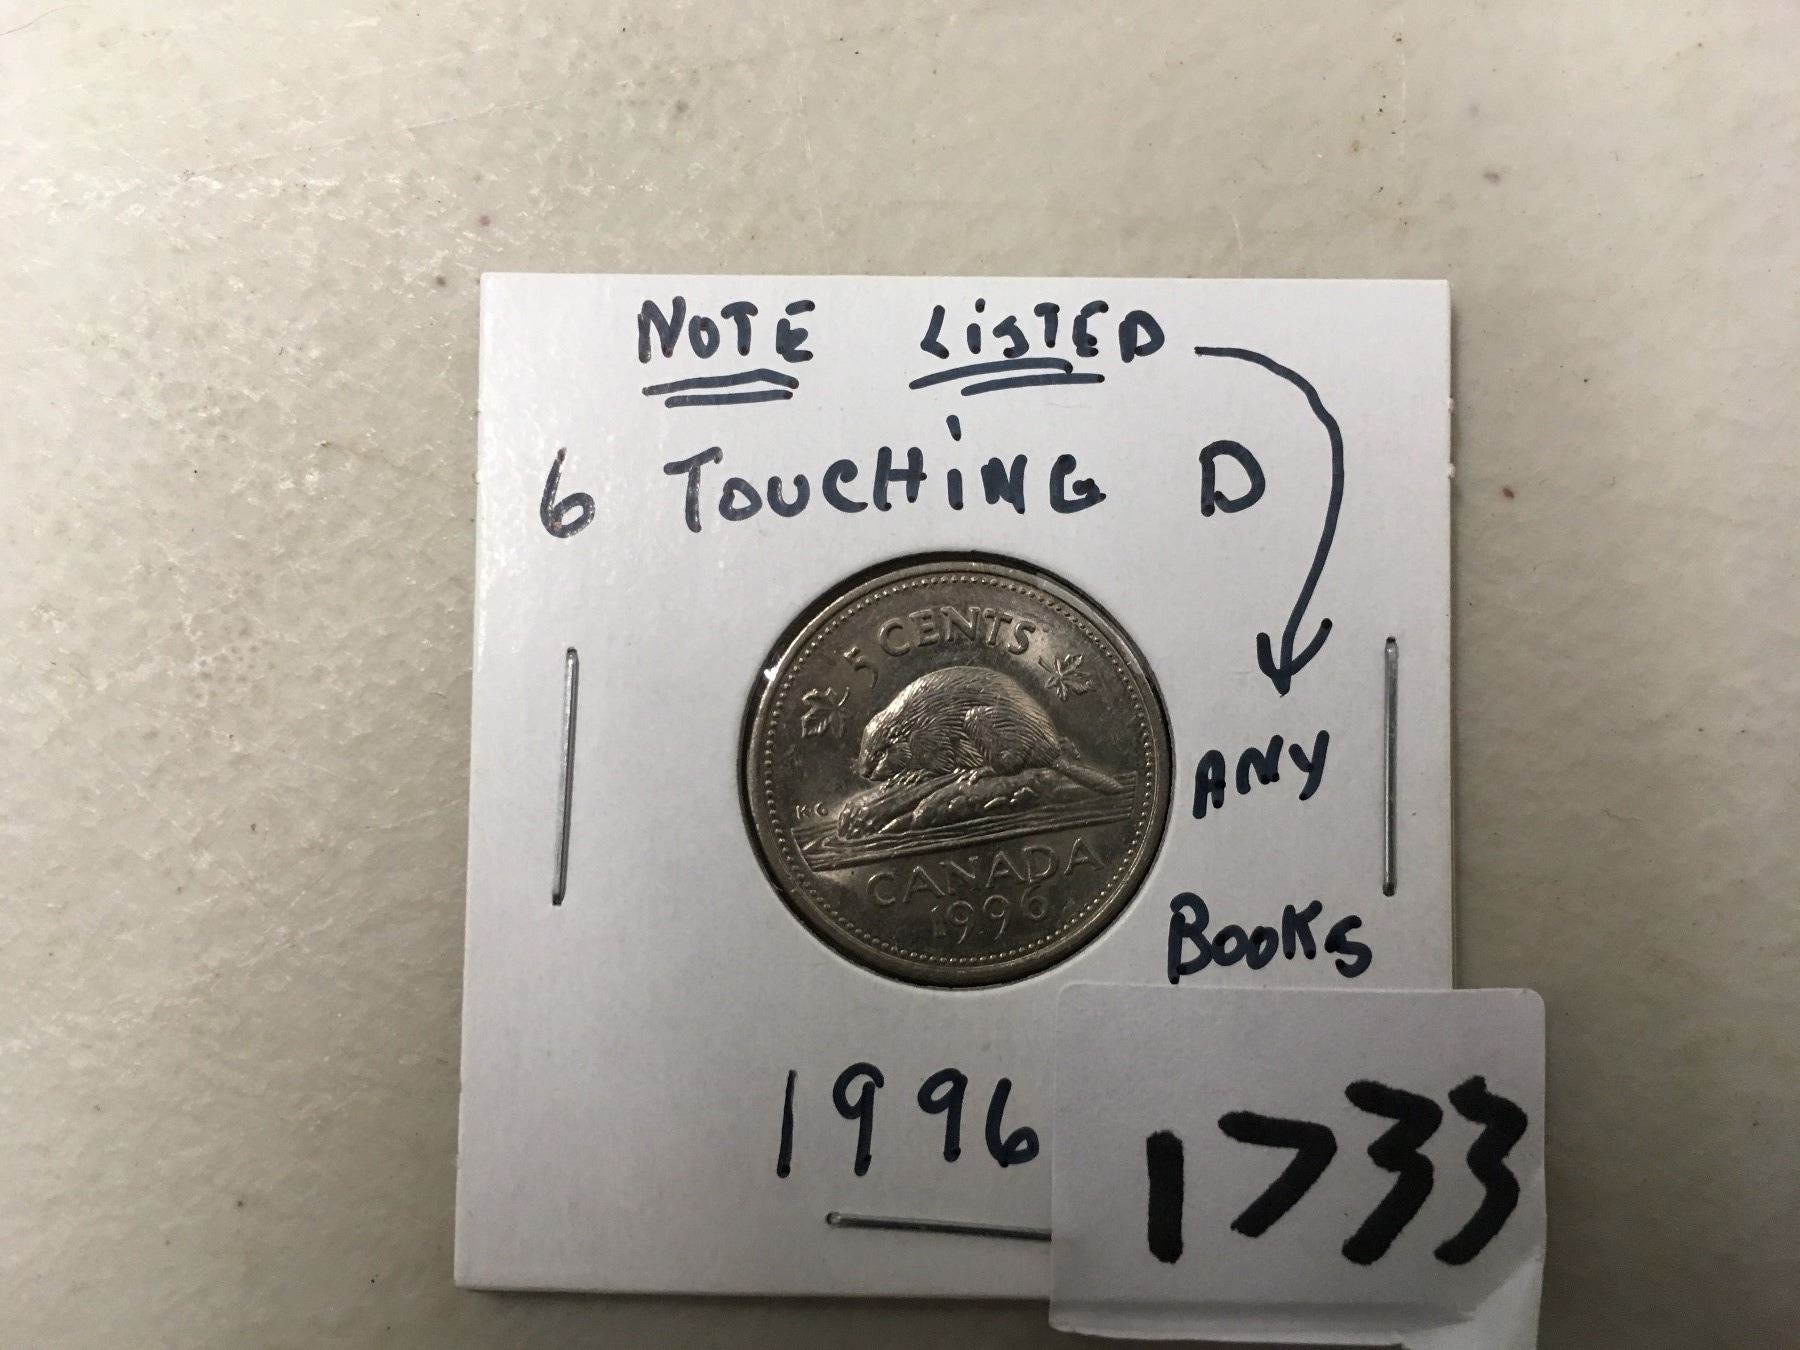 NOTE LiSTED
6 TOUCHiNG D
5 CENTS
KG
CANADA
1996
ANY
BOOKS
1996
1733